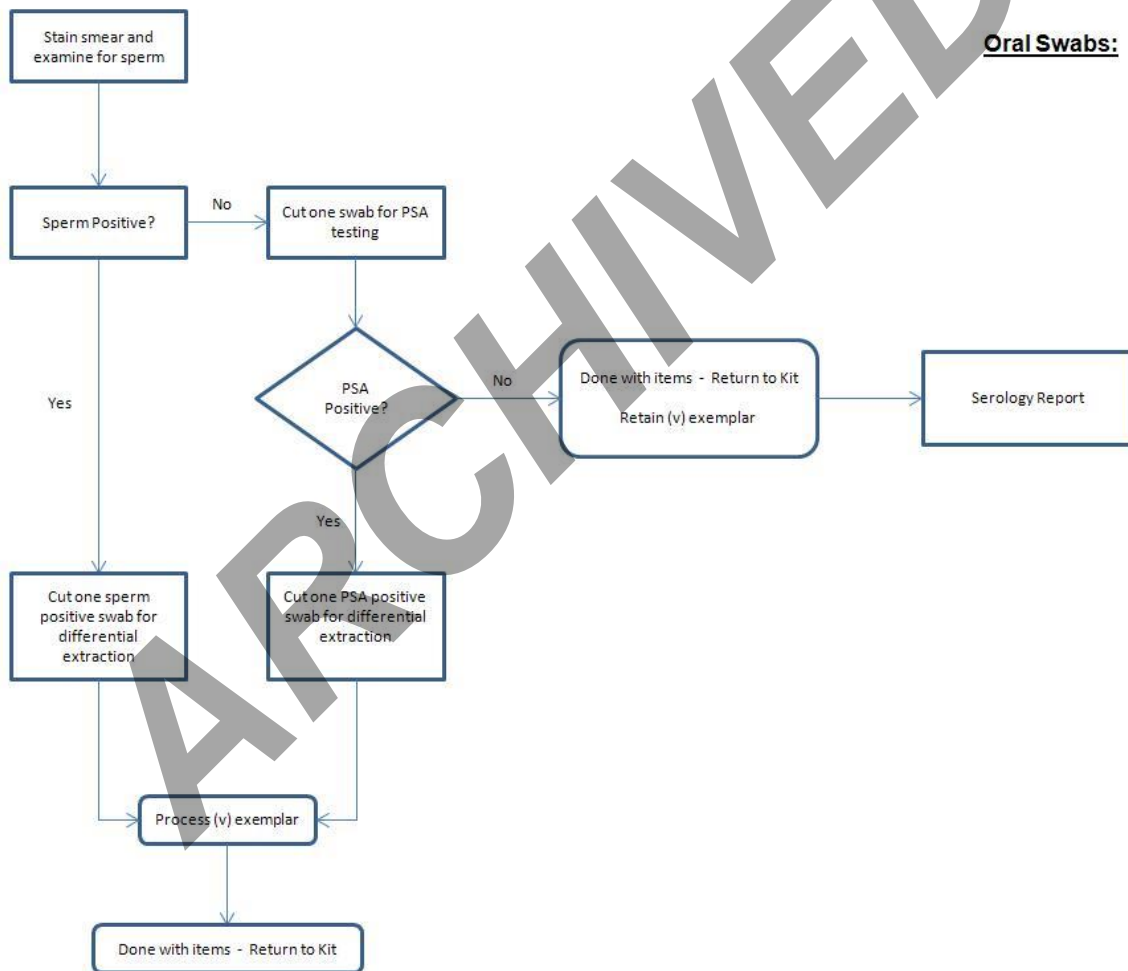 Oral Swabs:
Stain smear and
examine for sperm
Sperm Positive?
No
Cut one swab for PSA
testing
PSA
Positive?
No
Done with items - Return to Kit
Retain (v) exemplar
Serology Report
Yes
Yes
Cut one sperm
positive swab for
differential
extraction
Cut one PSA positive
swab for differential
extraction
Process (v) exemplar
Done with items - Return to Kit
ARCHIVED